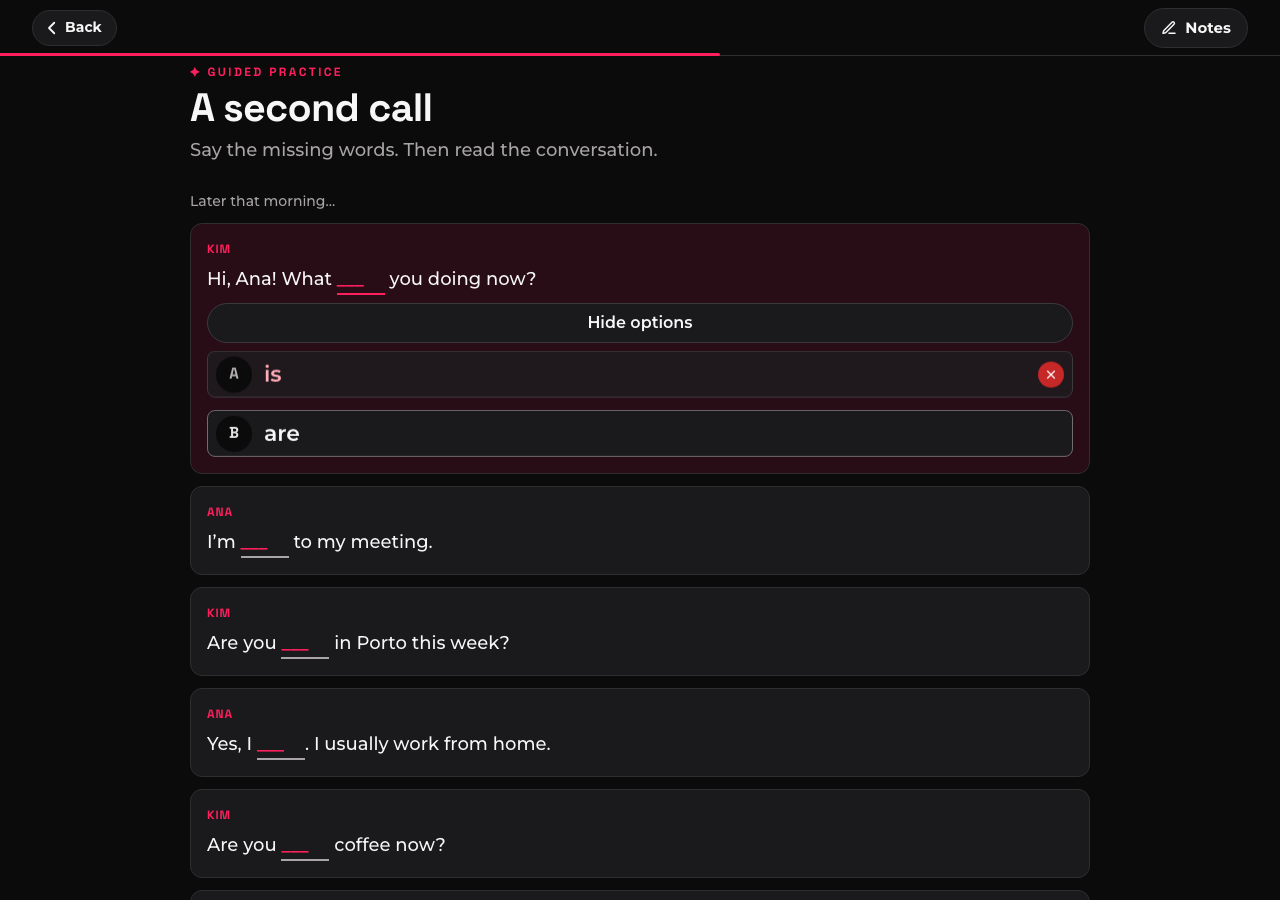 Back
Notes
GUIDED PRACTICE
A second call
Say the missing words. Then read the conversation.
Later that morning...
KIM
Hi, Ana! What ___ you doing now?
Hide options
A is
B are
ANA
I’m ___ to my meeting.
KIM
Are you ___ in Porto this week?
ANA
Yes, I ___. I usually work from home.
KIM
Are you ___ coffee now?